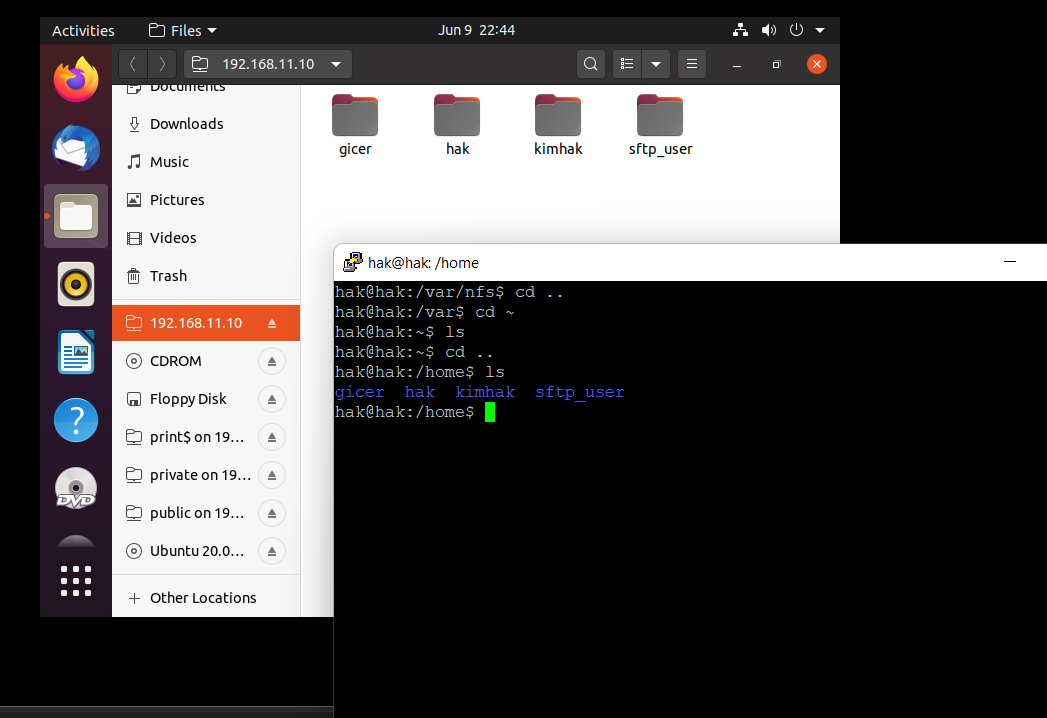 Activities
Files
Jun 9 22:44
192.168.11.10
Documents
Downloads
Music
Pictures
Videos
Trash
192.168.11.10
CDROM
Floppy Disk
print$ on 19...
private on 19...
public on 19...
Ubuntu 20.0...
Other Locations
gicer
hak
kimhak
sftp_user
DVD
?
hak@hak: /home
hak@hak:/var/nfs$ cd ..
hak@hak:/var$ cd ~
hak@hak:~$ ls
hak@hak:~$ cd ..
hak@hak:/home$ ls
gicer hak kimhak sftp_user
hak@hak:/home$